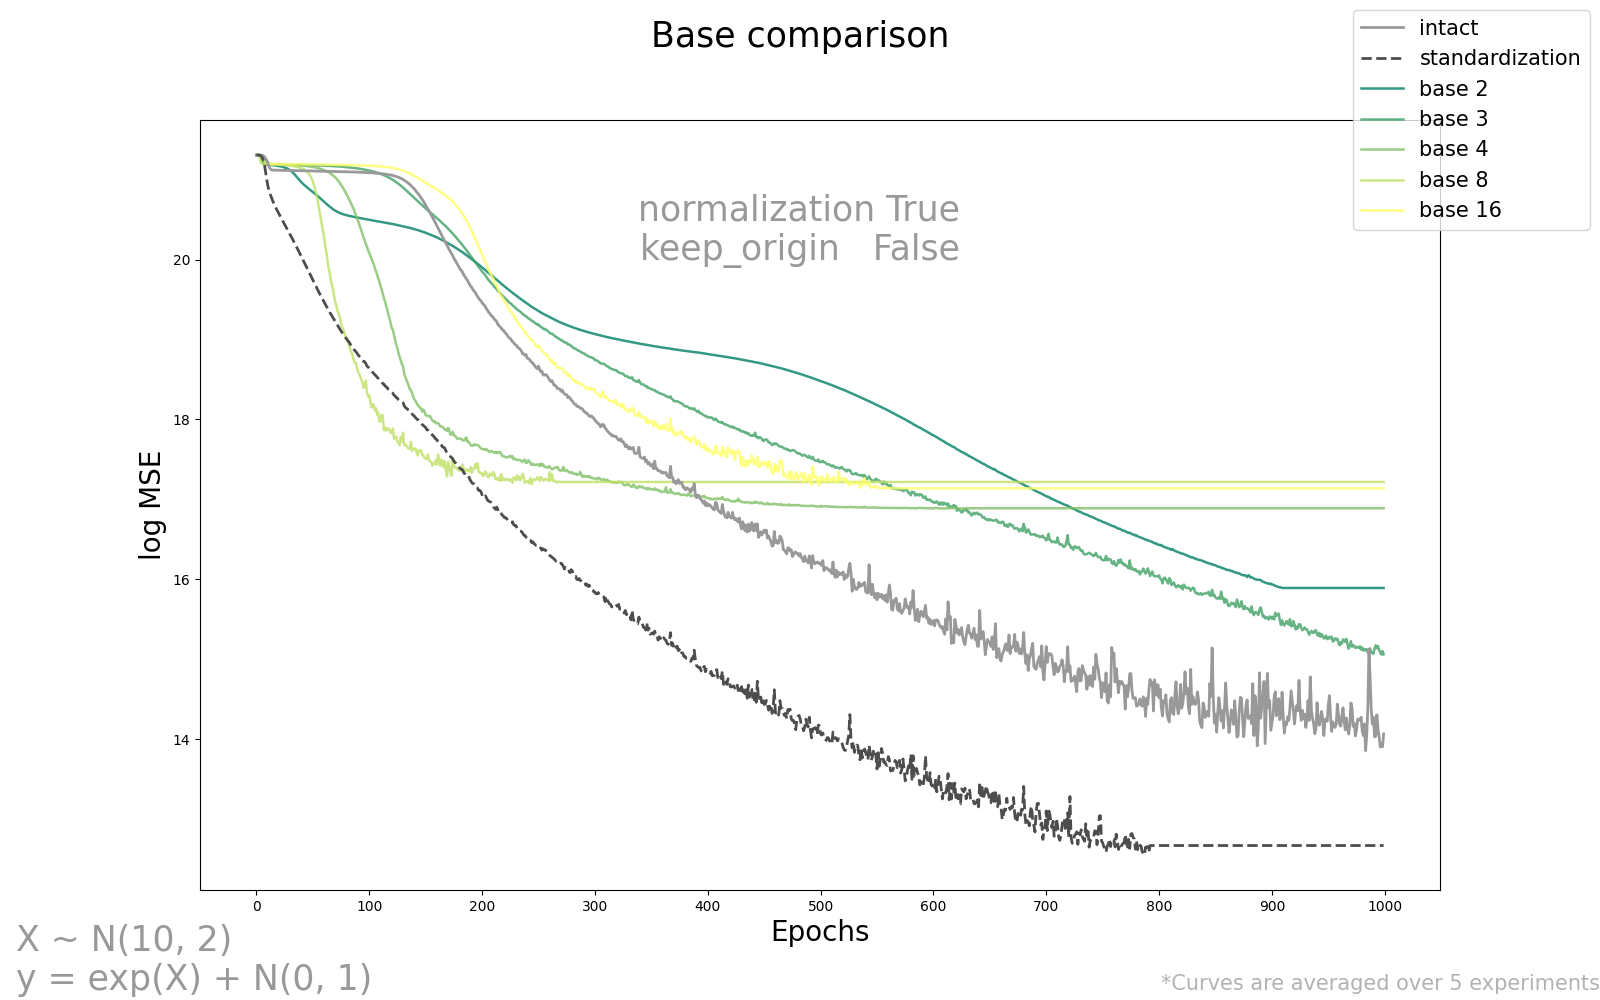 Base comparison
intact
standardization
base 2
base 3
base 4
base 8
base 16
normalization True
keep_origin False
log MSE
20
18
16
14
0 100 200 300 400 500 600 700 800 900 1000
Epochs
X ~ N(10, 2)
y = exp(X) + N(0, 1)
*Curves are averaged over 5 experiments